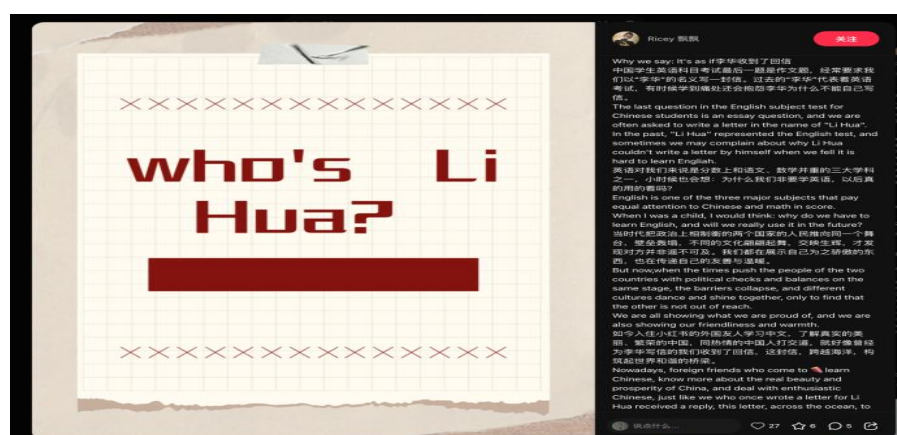 who's Li
Hua?
Ricey 飘飘
关注
Why we say: It's as if李华收到了回信
中国学生英语科目考试最后一题是作文题，经常要求我
们以“李华”的名义写一封信。过去的“李华”代表着英语
考试，有时候学到痛处还会抱怨李华为什么不能自己写
信。
The last question in the English subject test for
Chinese students is an essay question, and we are
often asked to write a letter in the name of "Li Hua".
In the past, "Li Hua" represented the English test, and
sometimes we may complain about why Li Hua
couldn't write a letter by himself when we fell it is
hard to learn Engliah.
英语对我们来说是分数上和语文、数学并重的三大学科
之一，小时候也会想：为什么我们非要学英语，以后真
的用的着吗?
English is one of the three major subjects that pay
equal attention to Chinese and math in score.
When I was a child, I would think: why do we have to
learn English, and will we really use it in the future?
当时代把政治上相制衡的两个国家的人民推向同一个舞
台，壁垒轰塌，不同的文化翩翩起舞、交映生辉，才发
现对方并非遥不可及。我们都在展示自己为之骄傲的东
西，也在传递自己的友善与温暖。
But now,when the times push the people of the two
countries with political checks and balances on the
same stage, the barriers collapse, and different
cultures dance and shine together, only to find that
the other is not out of reach.
We are all showing what we are proud of, and we are
also showing our friendliness and warmth.
如今入住小红书的外国友人学习中文，了解真实的美
丽、繁荣的中国，同热情的中国人打交道，就好像曾经
为李华写信的我们收到了回信，这封信，跨越海洋，构
筑起世界和谐的桥梁。
Nowadays, foreign friends who come to 🍠 learn
Chinese, know more about the real beauty and
prosperity of China, and deal with enthusiastic
Chinese, just like we who once wrote a letter for Li
Hua received a reply, this letter, across the ocean, to
说点什么...
27
6
5